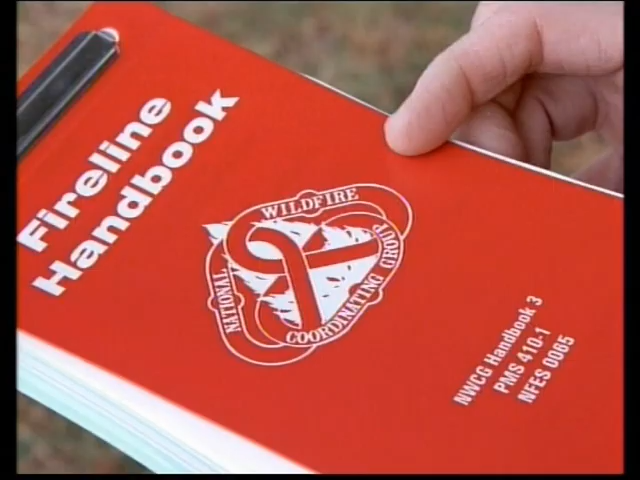 Fireline
Handbook
NATIONAL
WILDFIRE
COORDINATING GROUP
NWCG Handbook 3
PMS 410-1
NFES 0065